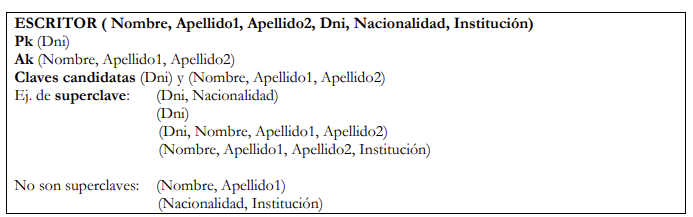 ESCRITOR ( Nombre, Apellido1, Apellido2, Dni, Nacionalidad, Institución)
Pk (Dni)
Ak (Nombre, Apellido1, Apellido2)
Claves candidatas (Dni) y (Nombre, Apellido1, Apellido2)
Ej. de superclave: (Dni, Nacionalidad)
(Dni)
(Dni, Nombre, Apellido1, Apellido2)
(Nombre, Apellido1, Apellido2, Institución)
No son superclaves: (Nombre, Apellido1)
(Nacionalidad, Institución)